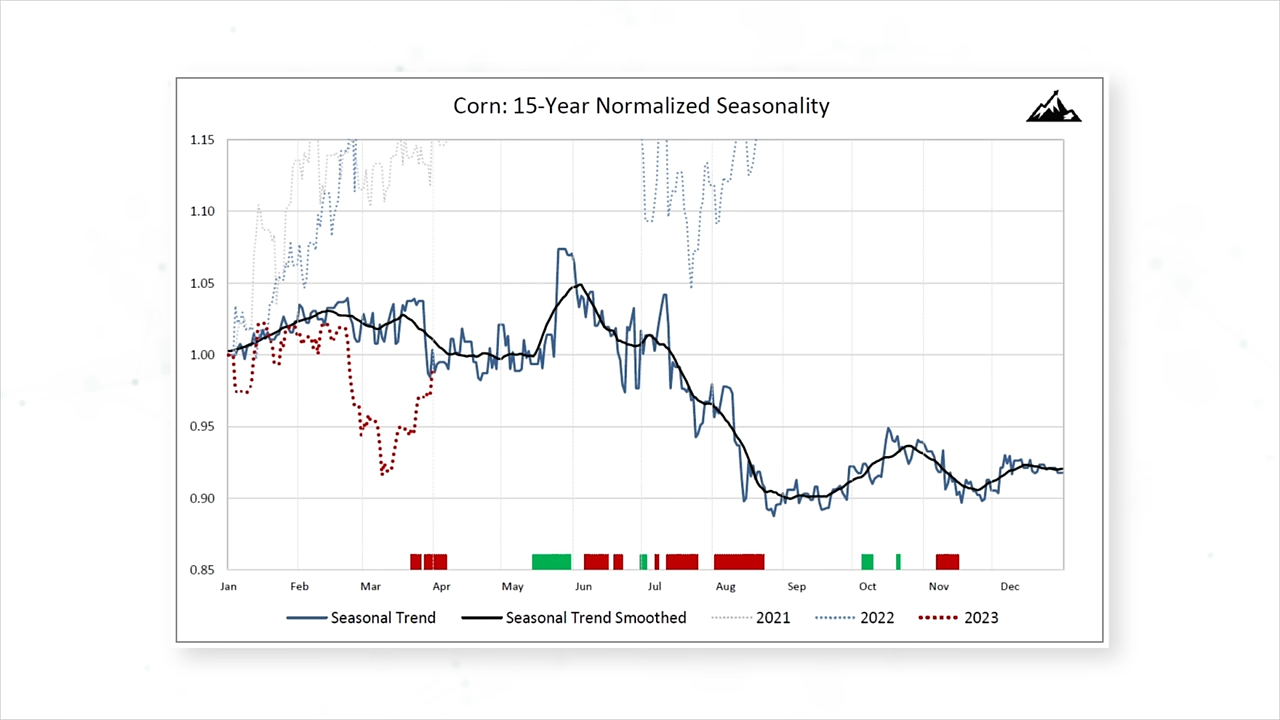 Corn: 15-Year Normalized Seasonality
1.15
1.10
1.05
1.00
0.95
0.90
0.85
Jan Feb Mar Apr May Jun Jul Aug Sep Oct Nov Dec
Seasonal Trend Seasonal Trend Smoothed 2021 2022 2023